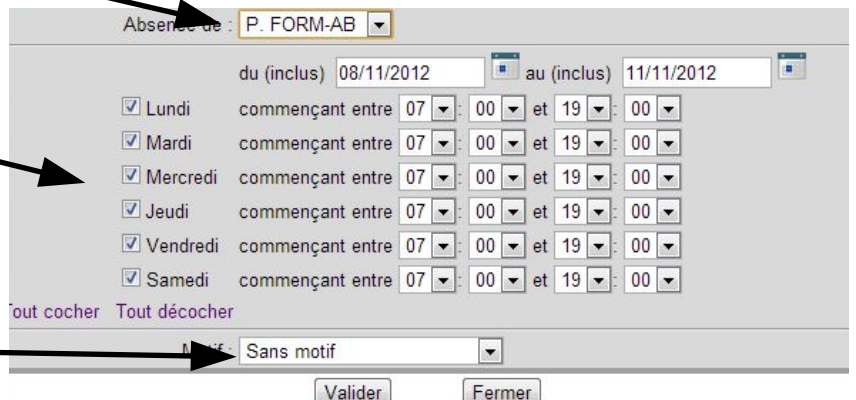 Absence de : P. FORM-AB
du (inclus) 08/11/2012 au (inclus) 11/11/2012
Lundi commençant entre 07 : 00 et 19 : 00
Mardi commençant entre 07 : 00 et 19 : 00
Mercredi commençant entre 07 : 00 et 19 : 00
Jeudi commençant entre 07 : 00 et 19 : 00
Vendredi commençant entre 07 : 00 et 19 : 00
Samedi commençant entre 07 : 00 et 19 : 00
Tout cocher Tout décocher
Motif : Sans motif
Valider Fermer